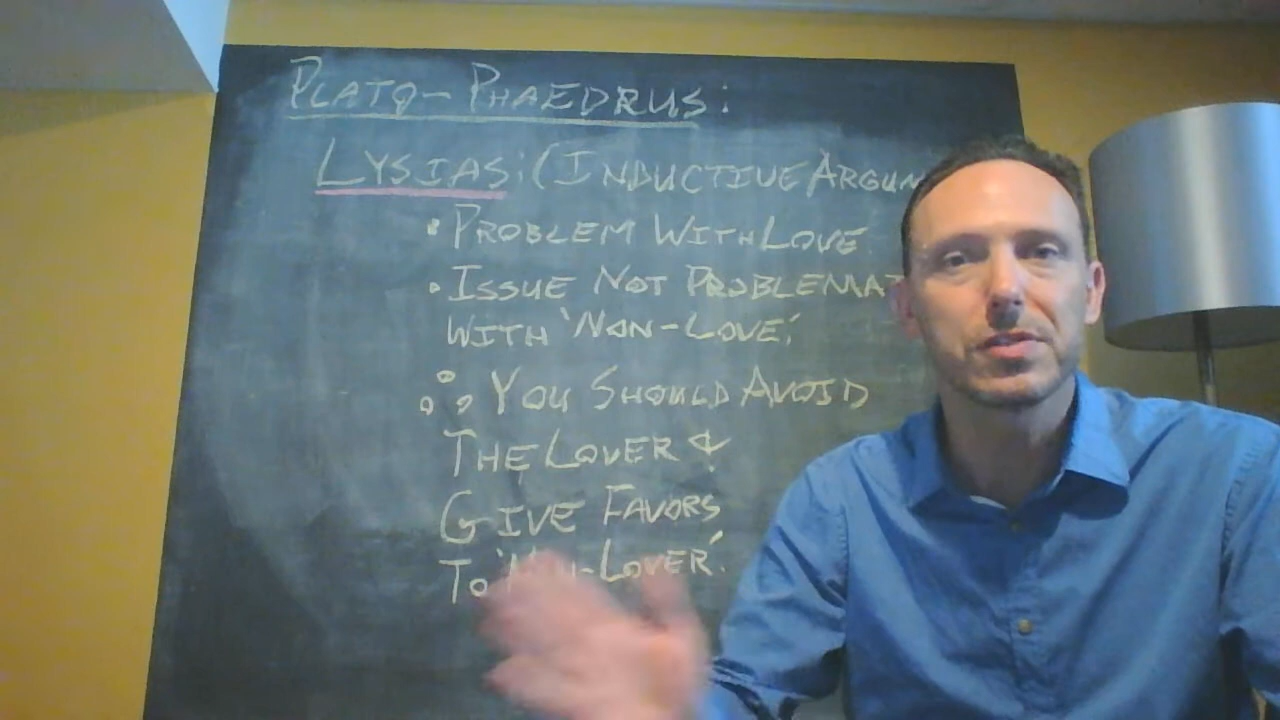 PLATO - PHAEDRUS:
LYSIAS: (INDUCTIVE ARGUM
• PROBLEM WITH LOVE
• ISSUE NOT PROBLEMAT
WITH 'NON-LOVE.'
∴ YOU SHOULD AVOID
THE LOVER &
GIVE FAVORS
TO 'NON-LOVER.'